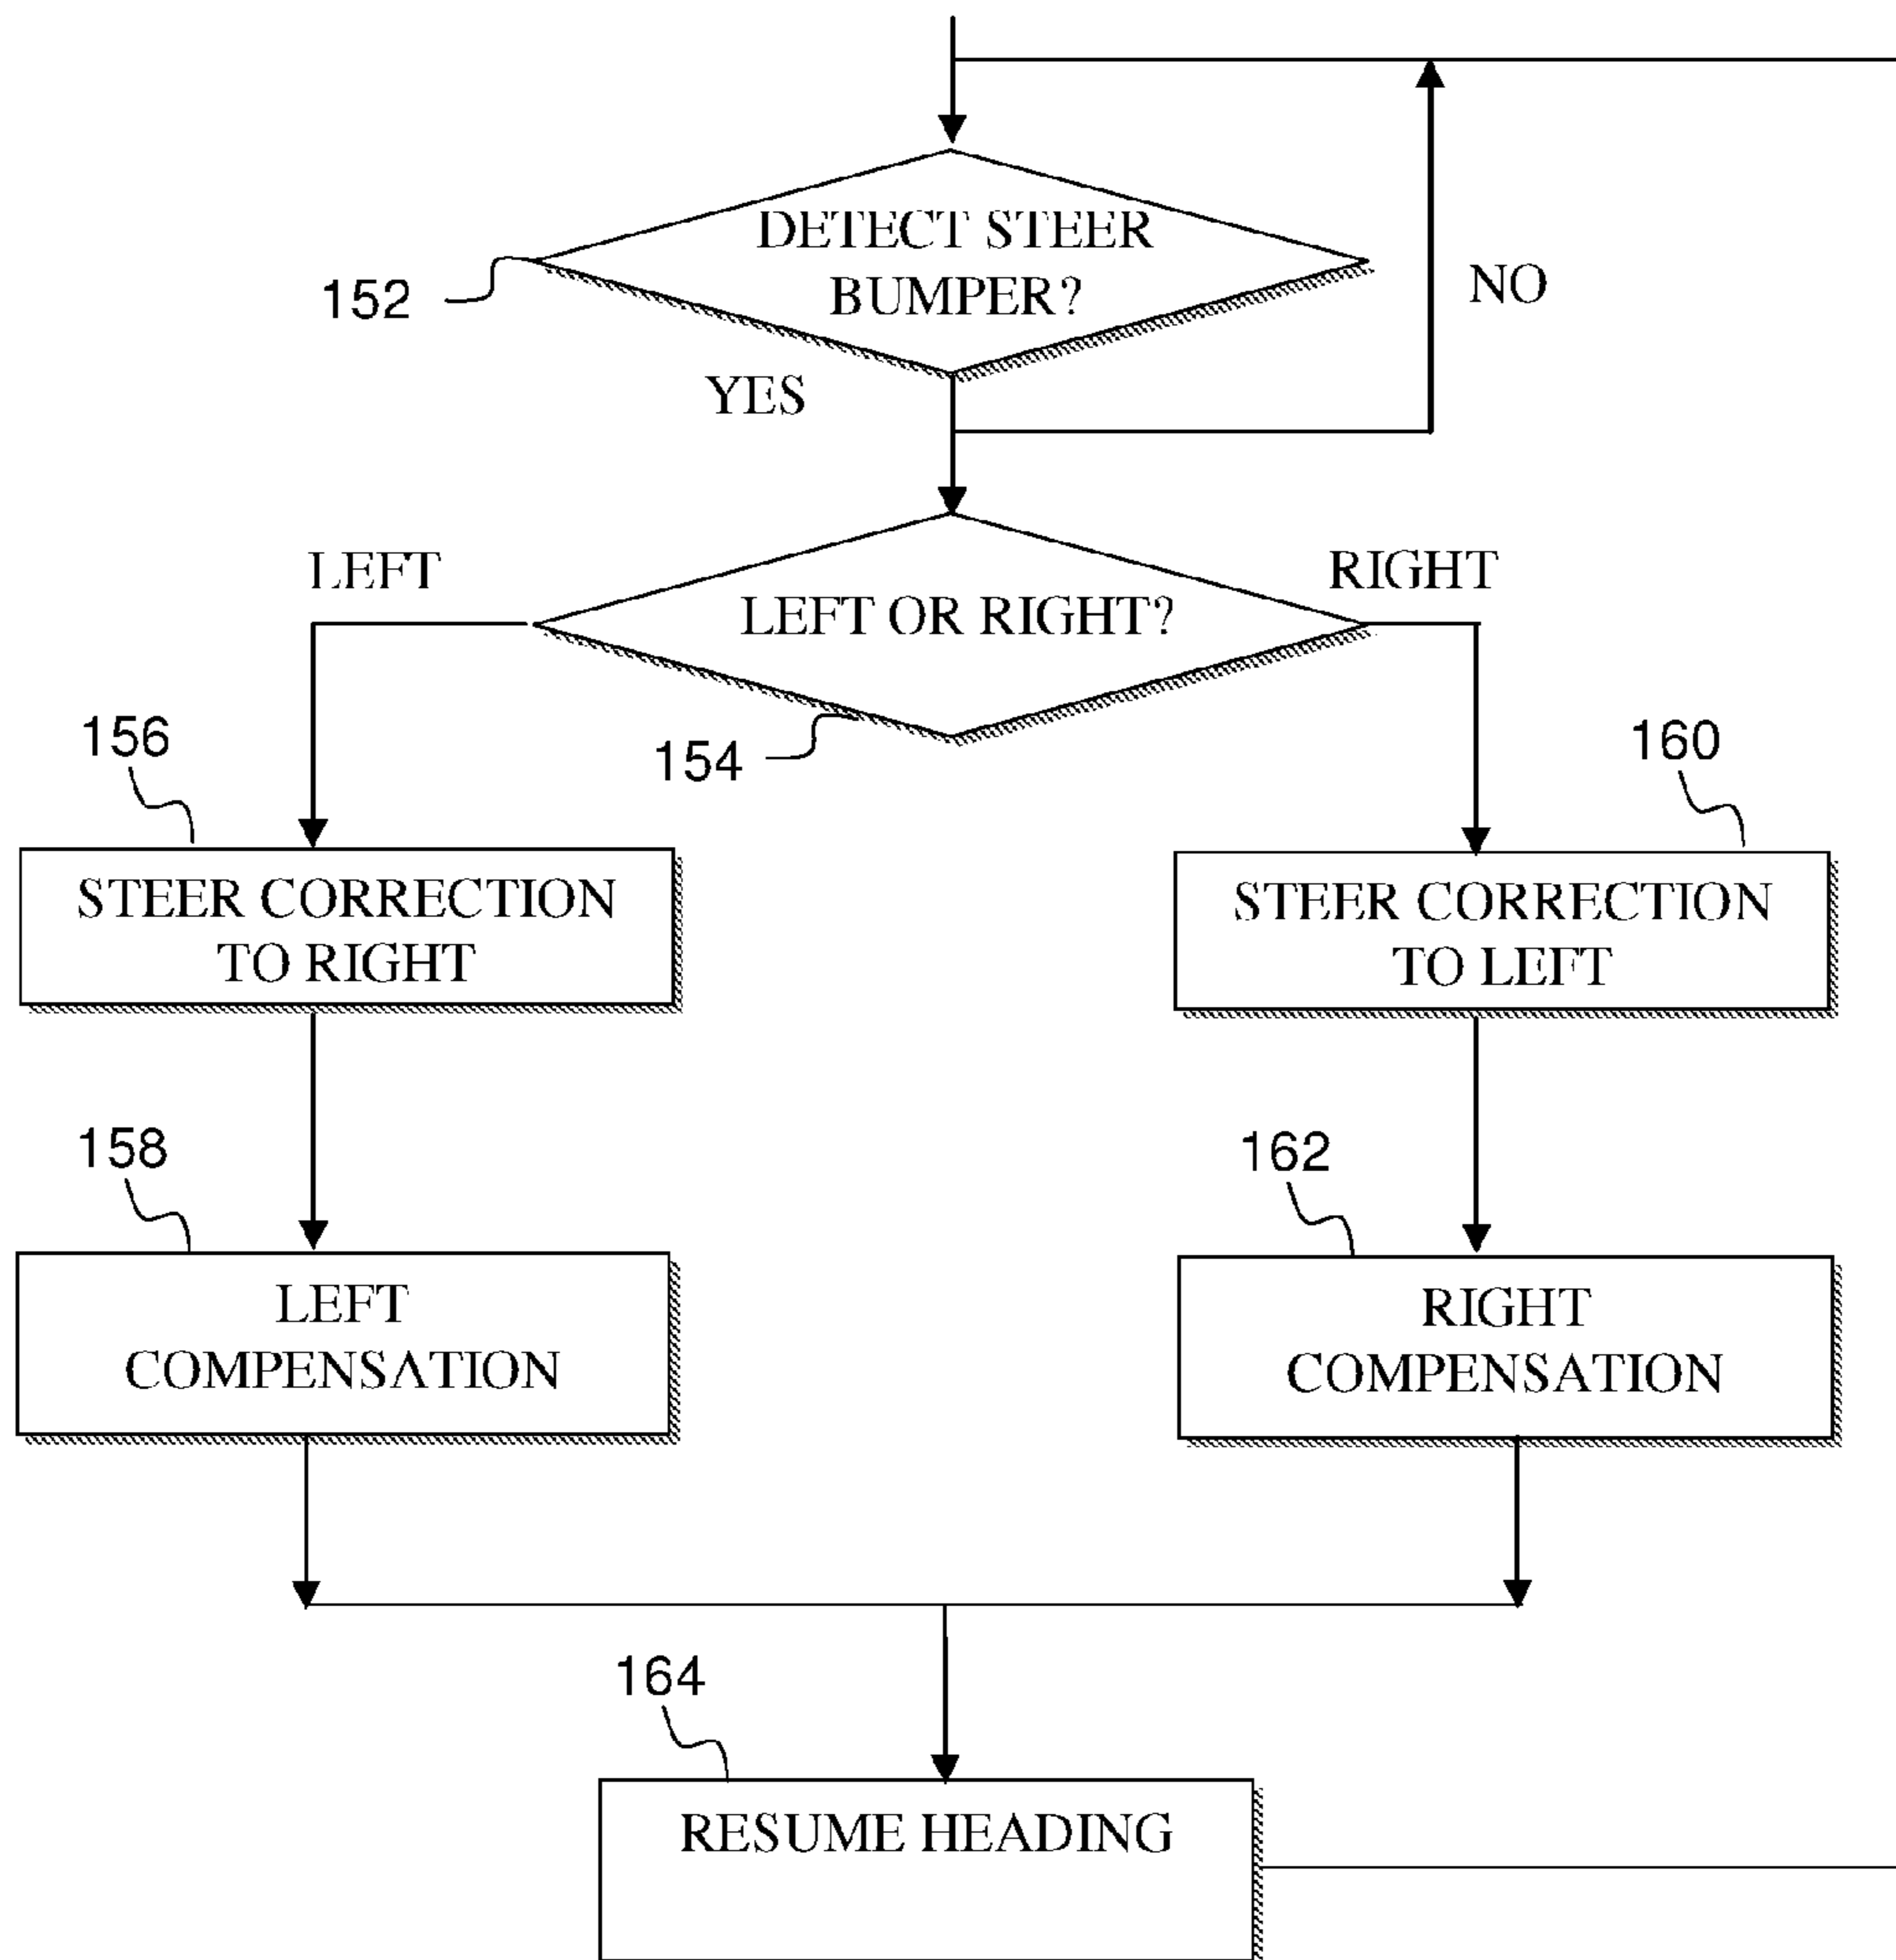 DETECT STEER
BUMPER?
152
NO
YES
LEFT
RIGHT
LEFT OR RIGHT?
154
156
160
STEER CORRECTION
TO RIGHT
STEER CORRECTION
TO LEFT
158
162
LEFT
COMPENSATION
RIGHT
COMPENSATION
164
RESUME HEADING